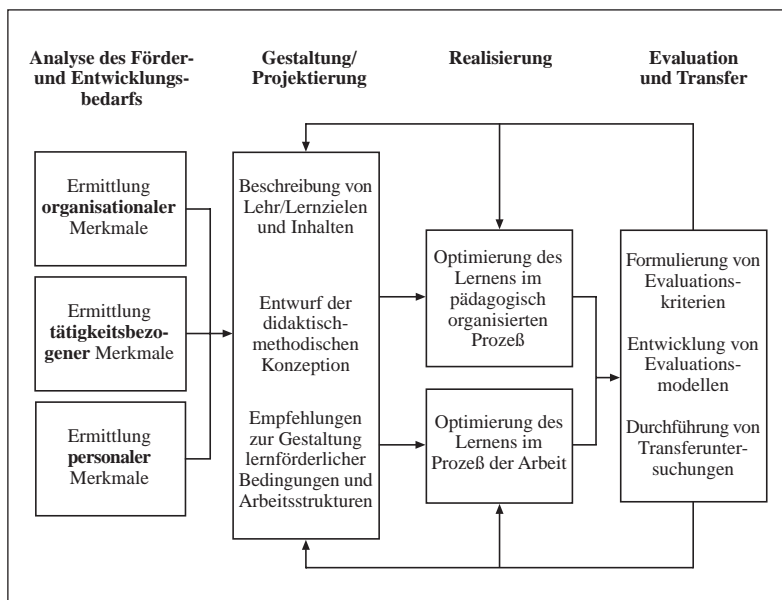 Analyse des Förder-
und Entwicklungs-
bedarfs
Gestaltung/
Projektierung
Realisierung
Evaluation
und Transfer
Ermittlung
organisationaler
Merkmale
Ermittlung
tätigkeitsbezo-
gener Merkmale
Ermittlung
personaler
Merkmale
Beschreibung von
Lehr/Lernzielen
und Inhalten
Entwurf der
didaktisch-
methodischen
Konzeption
Empfehlungen
zur Gestaltung
lernförderlicher
Bedingungen und
Arbeitsstrukturen
Optimierung des
Lernens im
pädagogisch
organisierten
Prozeß
Optimierung des
Lernens im
Prozeß der Arbeit
Formulierung von
Evaluations-
kriterien
Entwicklung von
Evaluations-
modellen
Durchführung von
Transferunter-
suchungen